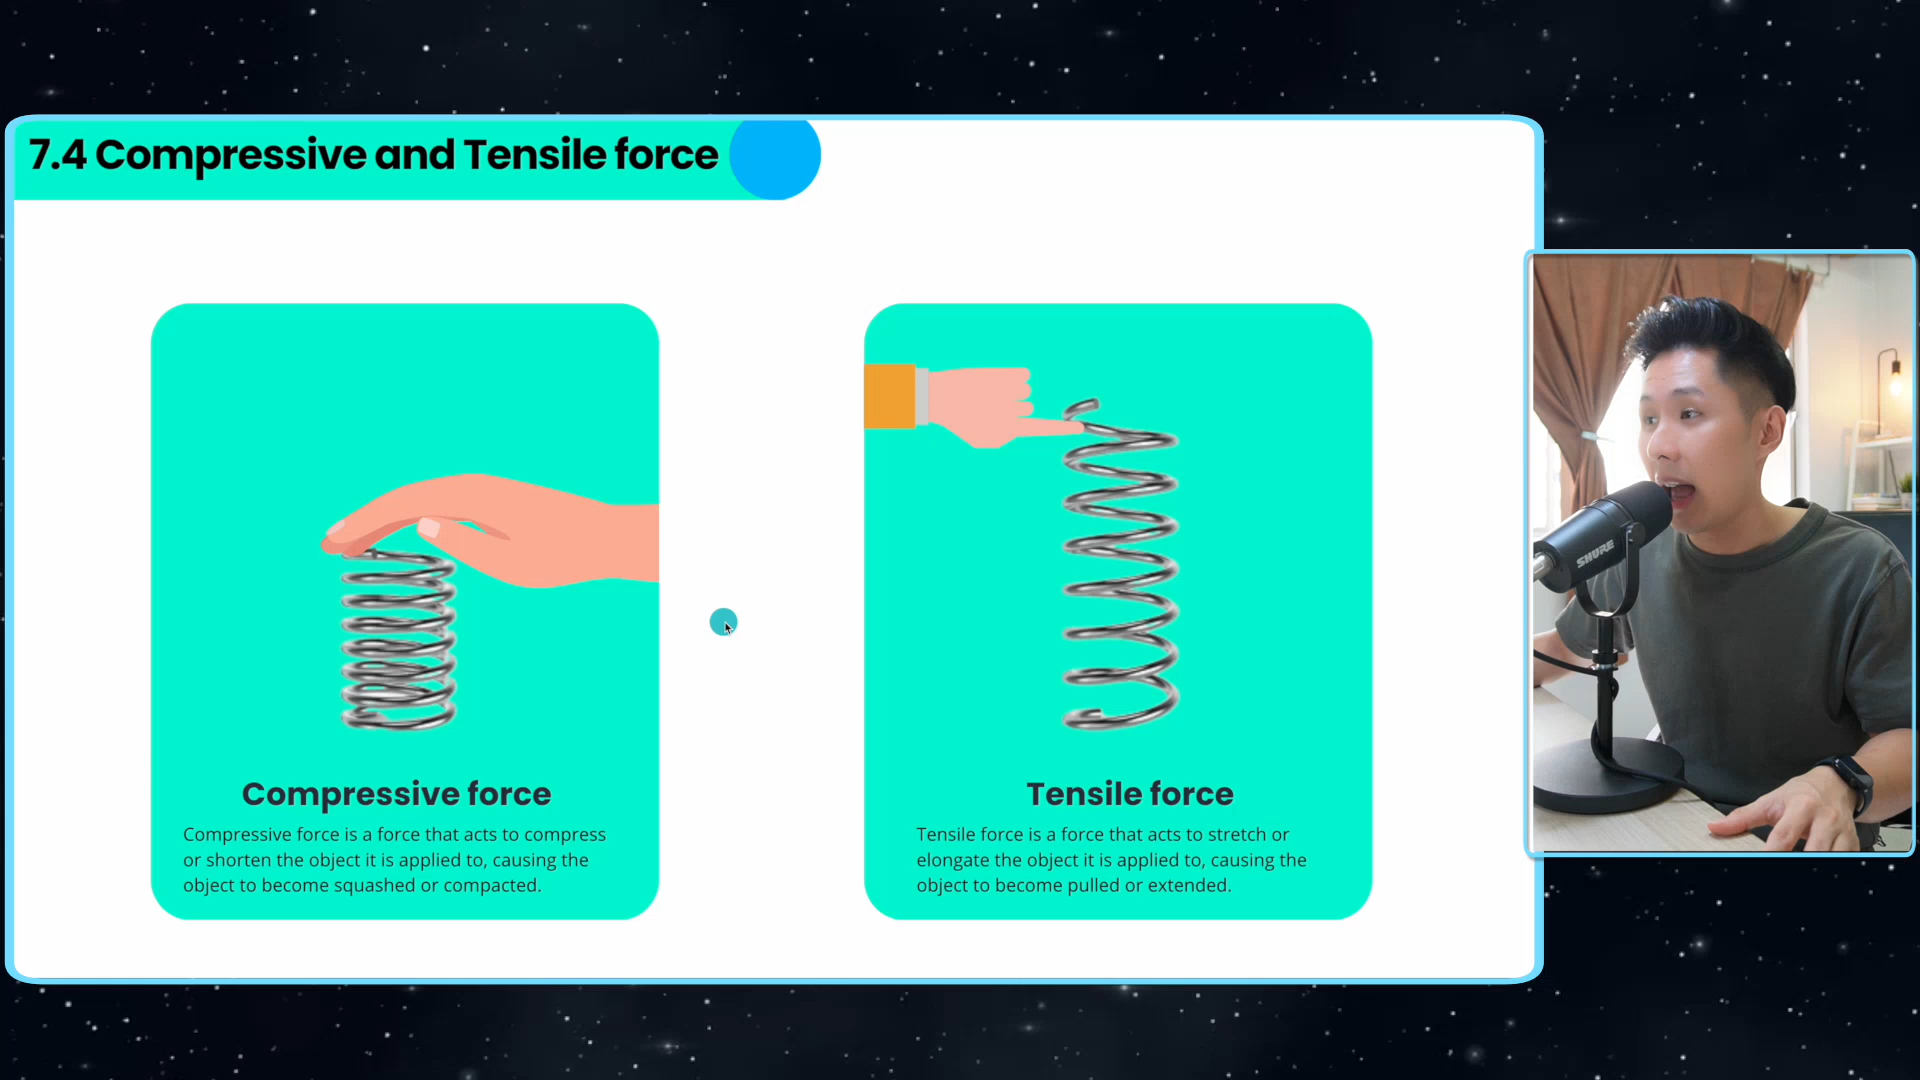 7.4 Compressive and Tensile force
Compressive force
Compressive force is a force that acts to compress
or shorten the object it is applied to, causing the
object to become squashed or compacted.
Tensile force
Tensile force is a force that acts to stretch or
elongate the object it is applied to, causing the
object to become pulled or extended.
SHURE